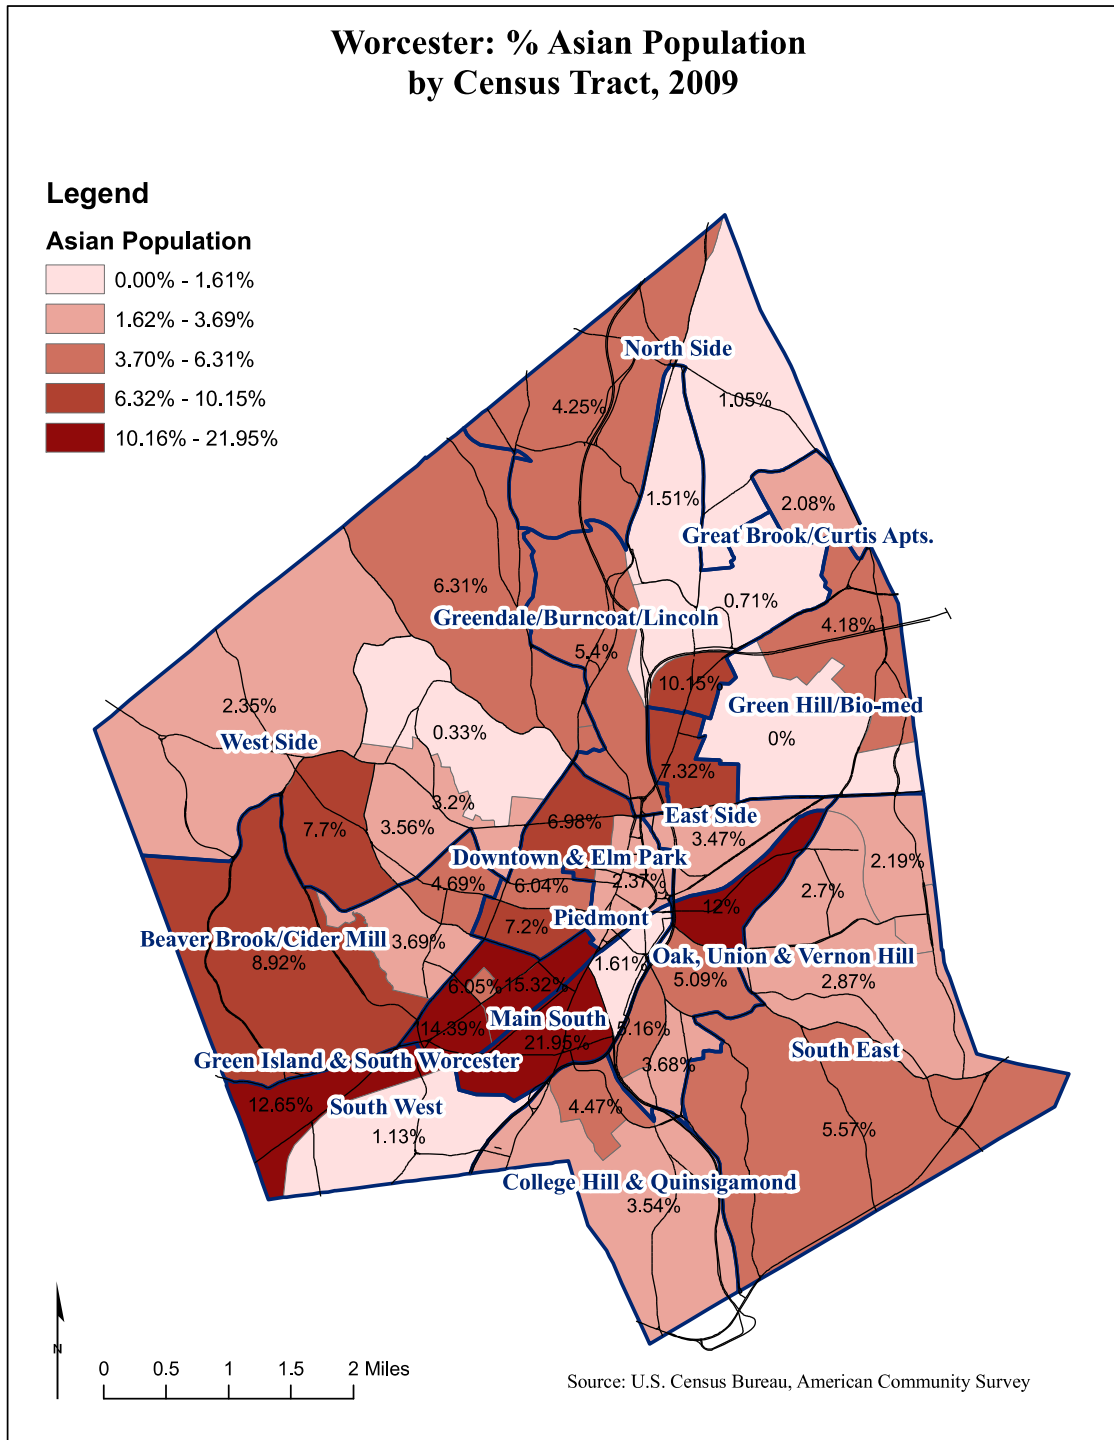 Worcester: % Asian Population
by Census Tract, 2009
Legend
Asian Population
0.00% - 1.61%
1.62% - 3.69%
3.70% - 6.31%
6.32% - 10.15%
10.16% - 21.95%
North Side
4.25%
1.05%
1.51%
2.08%
Great Brook/Curtis Apts.
6.31%
0.71%
Greendale/Burncoat/Lincoln
4.18%
5.4%
10.15%
2.35%
Green Hill/Bio-med
0.33%
0%
West Side
7.32%
3.2%
East Side
7.7%
3.56%
6.98%
3.47%
Downtown & Elm Park
2.19%
4.69%
6.04%
2.37%
2.7%
12%
Piedmont
7.2%
Beaver Brook/Cider Mill
3.69%
8.92%
1.61%
Oak, Union & Vernon Hill
6.05%
15.32%
5.09%
2.87%
Main South
14.39%
21.95%
5.16%
South East
Green Island & South Worcester
3.68%
12.65%
South West
4.47%
1.13%
5.57%
College Hill & Quinsigamond
3.54%
N
0 0.5 1 1.5 2 Miles
Source: U.S. Census Bureau, American Community Survey